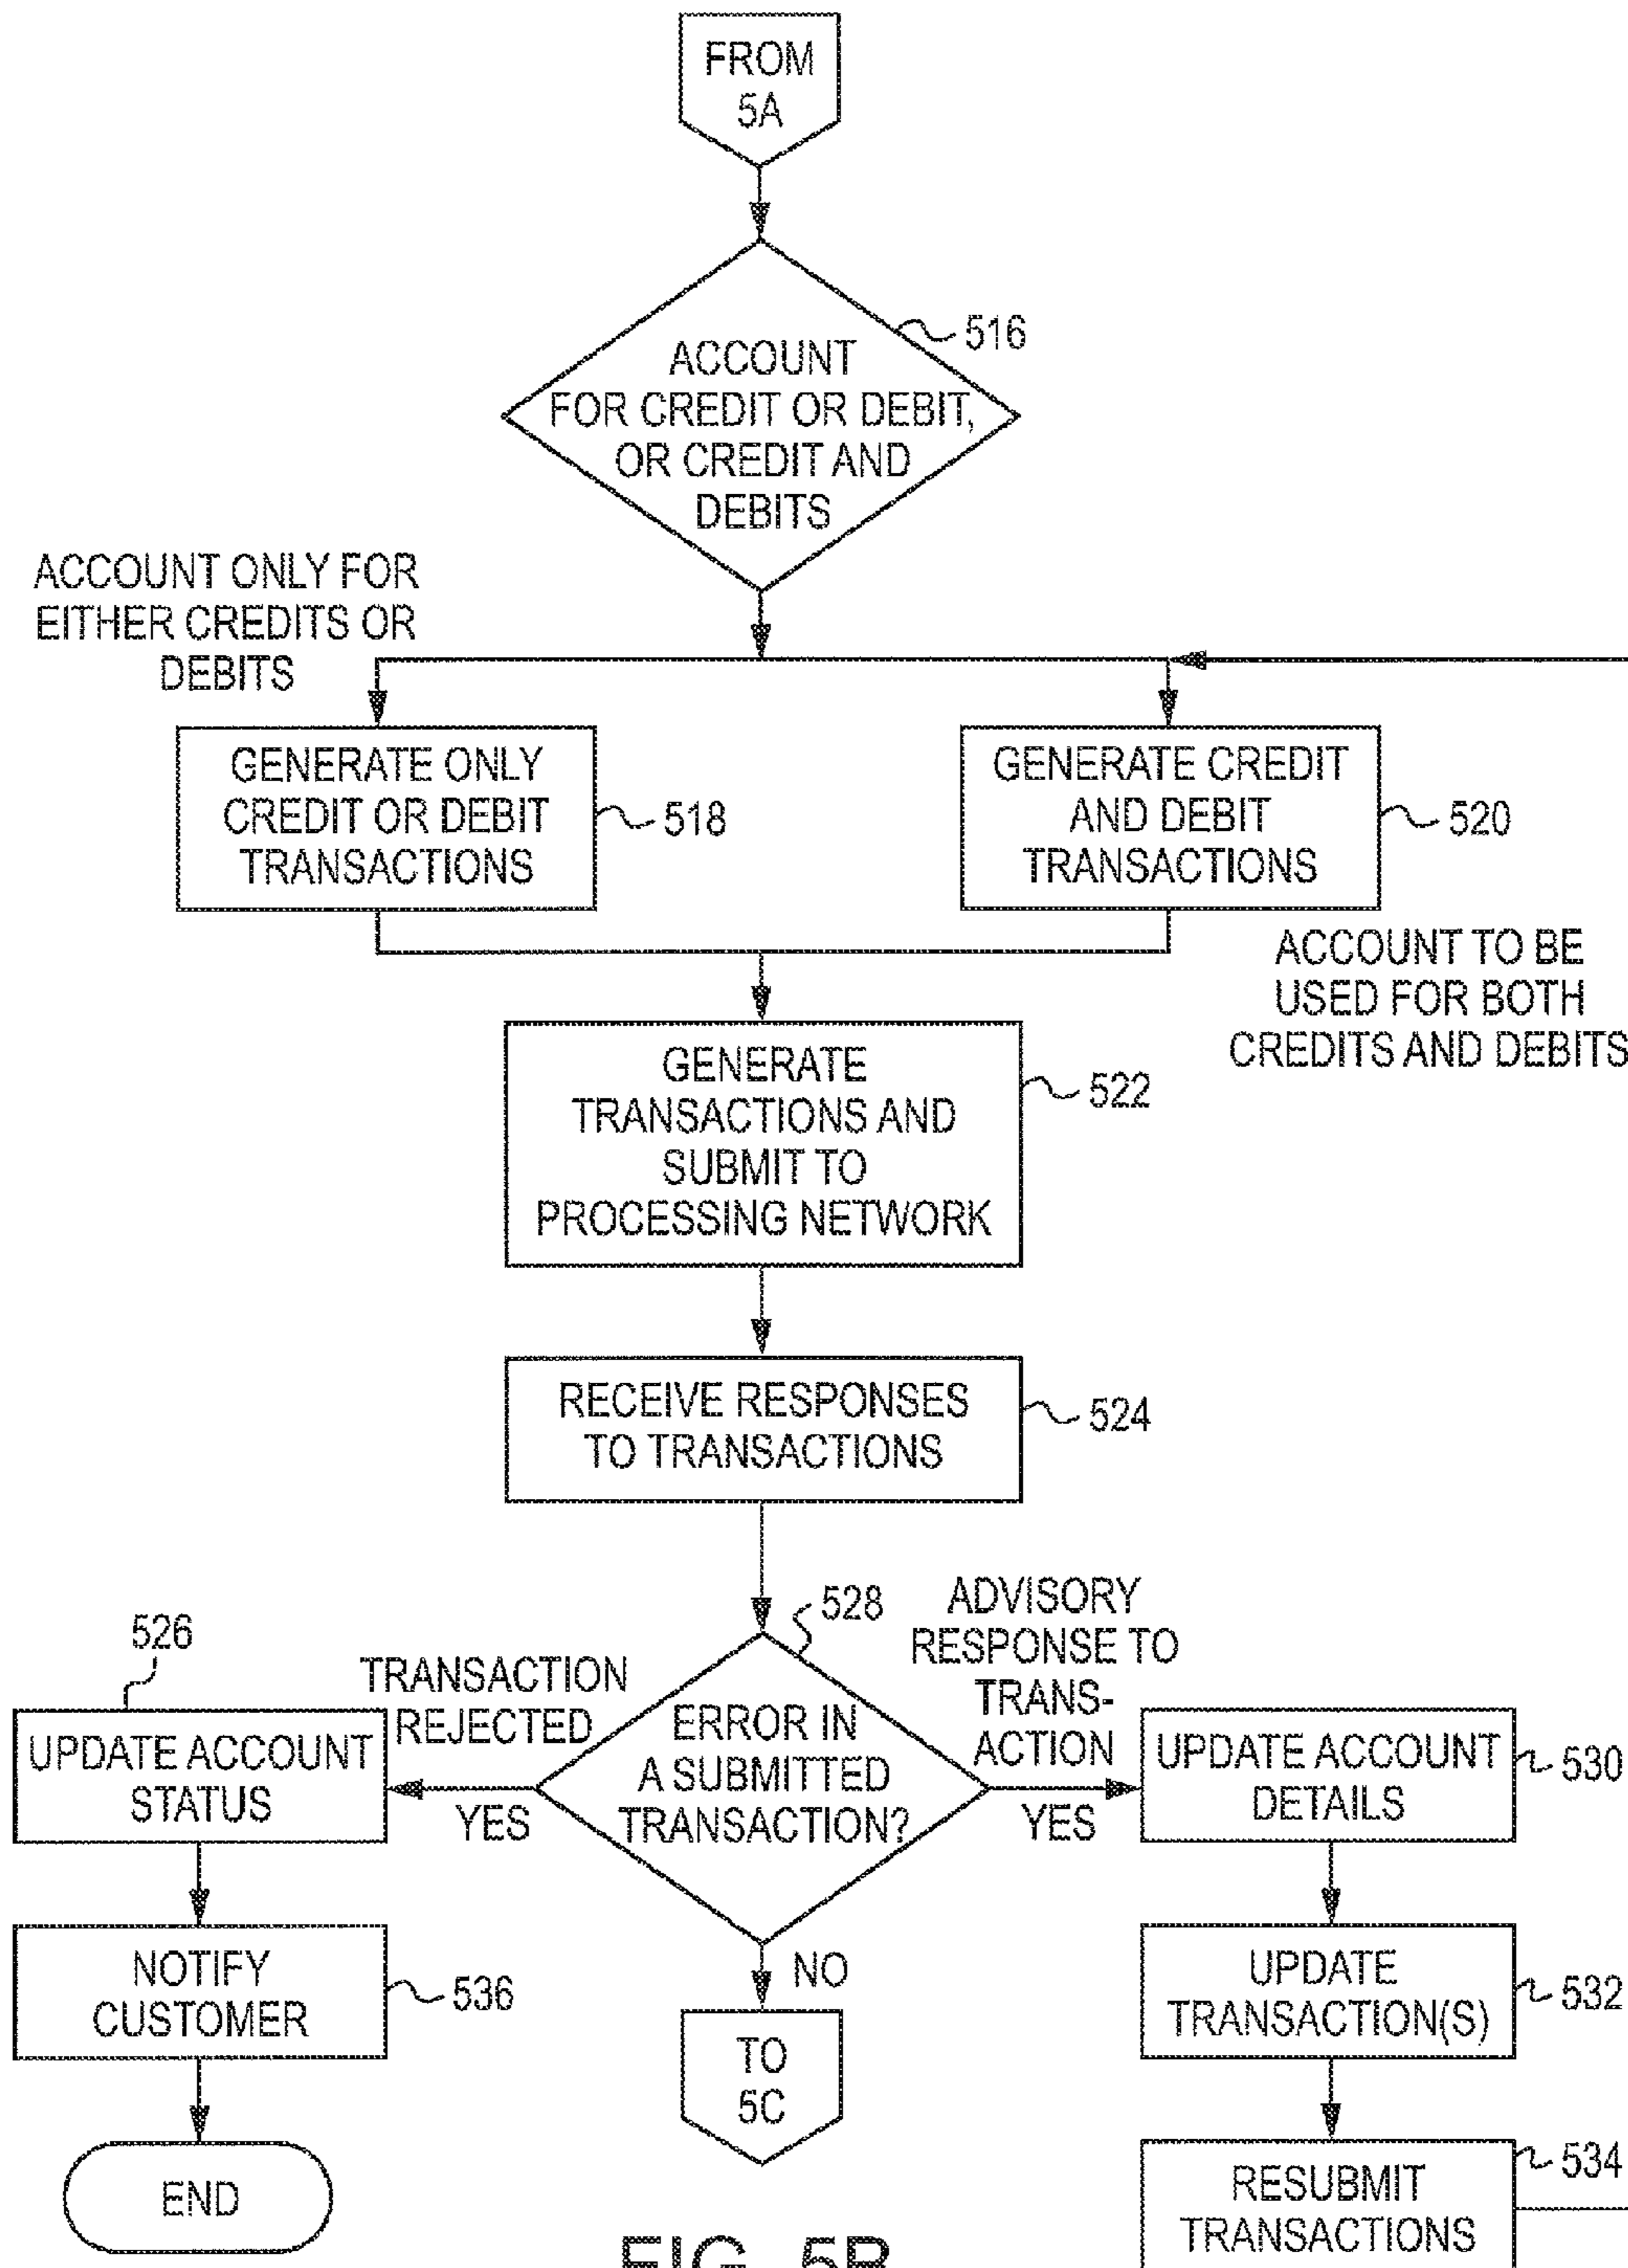 FROM
5A
516
ACCOUNT
FOR CREDIT OR DEBIT,
OR CREDIT AND
DEBITS
ACCOUNT ONLY FOR
EITHER CREDITS OR
DEBITS
GENERATE ONLY
CREDIT OR DEBIT
TRANSACTIONS
518
GENERATE CREDIT
AND DEBIT
TRANSACTIONS
520
ACCOUNT TO BE
USED FOR BOTH
CREDITS AND DEBITS
GENERATE
TRANSACTIONS AND
SUBMIT TO
PROCESSING NETWORK
522
RECEIVE RESPONSES
TO TRANSACTIONS
524
528
ERROR IN
A SUBMITTED
TRANSACTION?
TRANSACTION
REJECTED
YES
526
UPDATE ACCOUNT
STATUS
NOTIFY
CUSTOMER
536
END
NO
TO
5C
ADVISORY
RESPONSE TO
TRANS-
ACTION
YES
UPDATE ACCOUNT
DETAILS
530
UPDATE
TRANSACTION(S)
532
RESUBMIT
TRANSACTIONS
534
FIG. 5B